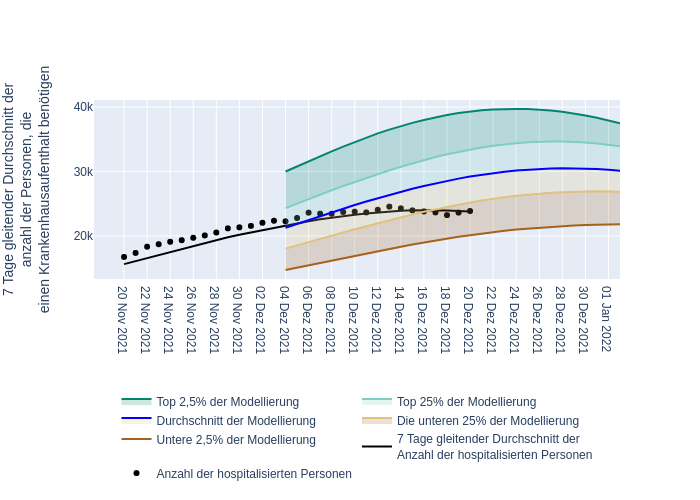 7 Tage gleitender Durchschnitt der
anzahl der Personen, die
einen Krankenhausaufenthalt benötigen
40k
30k
20k
20 Nov 2021
22 Nov 2021
24 Nov 2021
26 Nov 2021
28 Nov 2021
30 Nov 2021
02 Dez 2021
04 Dez 2021
06 Dez 2021
08 Dez 2021
10 Dez 2021
12 Dez 2021
14 Dez 2021
16 Dez 2021
18 Dez 2021
20 Dez 2021
22 Dez 2021
24 Dez 2021
26 Dez 2021
28 Dez 2021
30 Dez 2021
01 Jan 2022
Top 2,5% der Modellierung
Top 25% der Modellierung
Durchschnitt der Modellierung
Die unteren 25% der Modellierung
Untere 2,5% der Modellierung
7 Tage gleitender Durchschnitt der
Anzahl der hospitalisierten Personen
Anzahl der hospitalisierten Personen